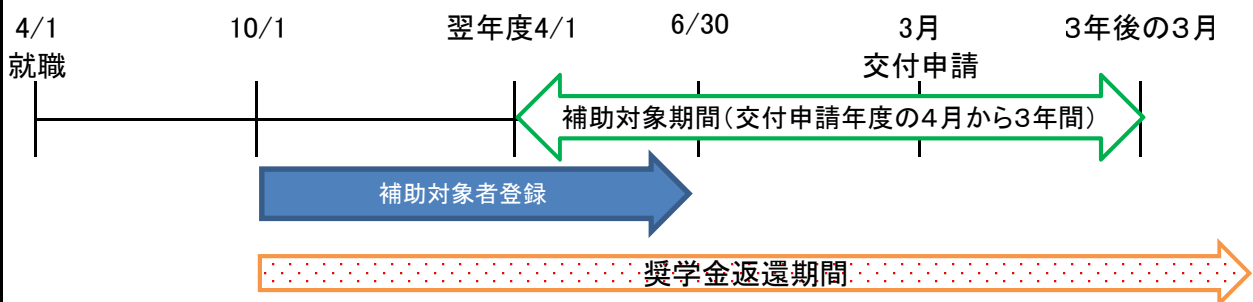 4/1 10/1 翌年度4/1 6/30 3月 3年後の3月
就職 交付申請
補助対象期間(交付申請年度の4月から3年間)
補助対象者登録
奨学金返還期間